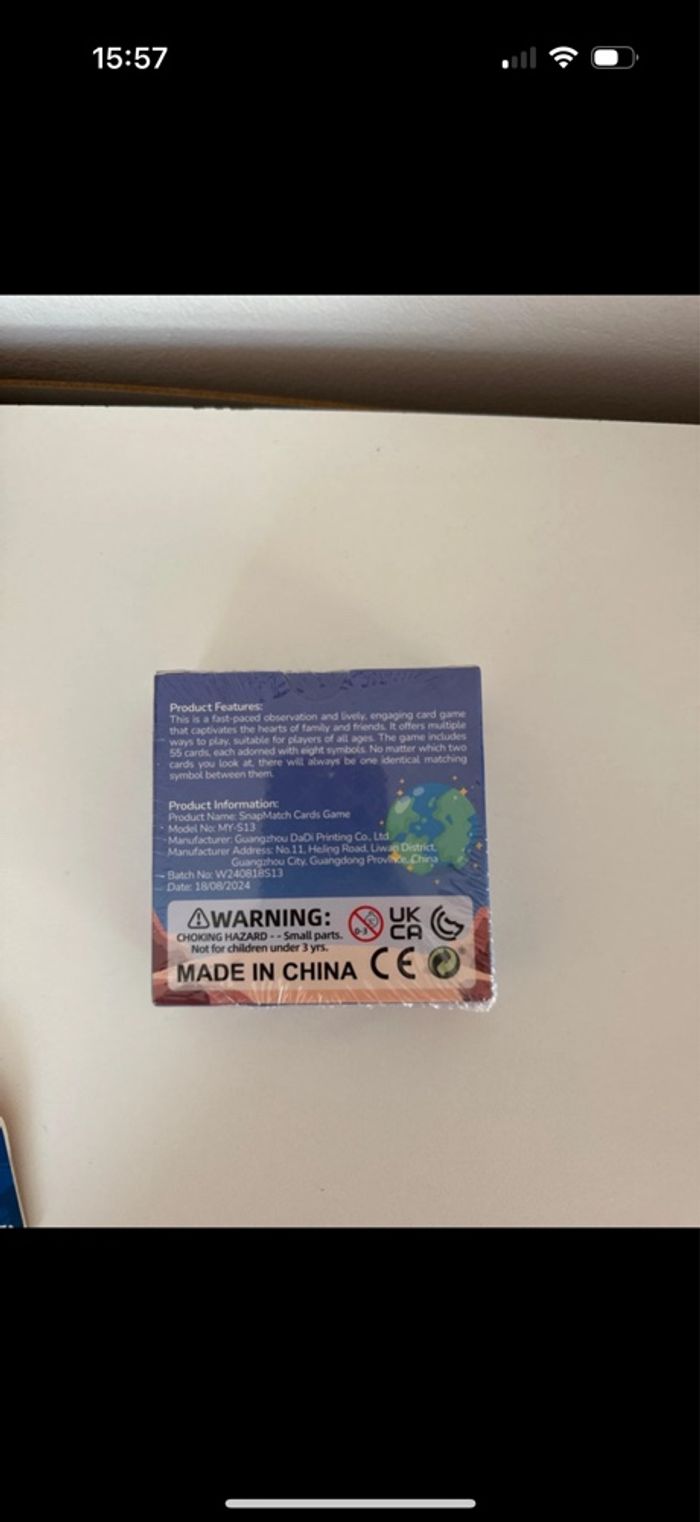 15:57
Product Features:
This is a fast-paced observation and lively, engaging card game
that captivates the hearts of family and friends. It offers multiple
ways to play, suitable for players of all ages. The game includes
55 cards, each adorned with eight symbols. No matter which two
cards you look at, there will always be one identical matching
symbol between them.
Product Information:
Product Name: SnapMatch Cards Game
Model No: MY-S13
Manufacturer: Guangzhou DaDi Printing Co., Ltd.
Manufacturer Address: No.11, HeJing Road, Liwan District,
Guangzhou City, Guangdong Province, China
Batch No: W240818S13
Date: 18/08/2024
WARNING:
CHOKING HAZARD - - Small parts.
Not for children under 3 yrs.
0-3
UK
CA
MADE IN CHINA
CE